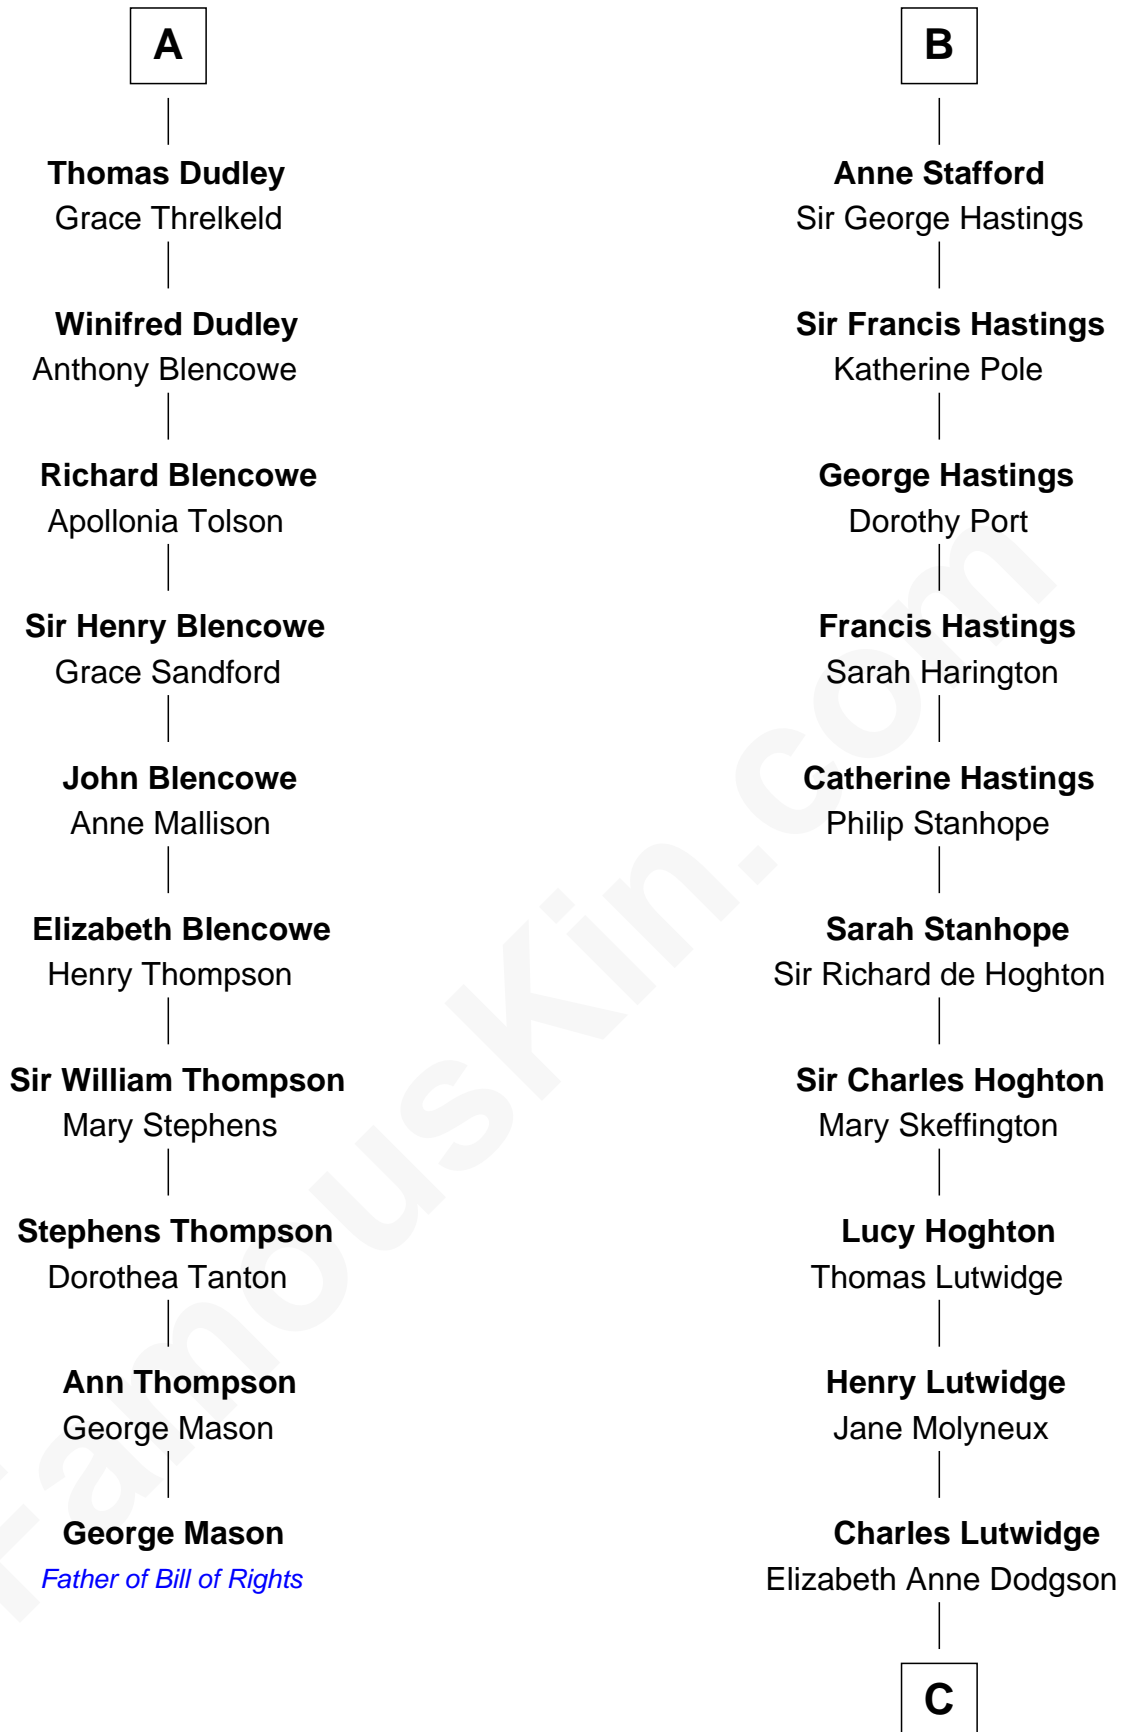 A
Thomas Dudley
Grace Threlkeld
Winifred Dudley
Anthony Blencowe
Richard Blencowe
Apollonia Tolson
Sir Henry Blencowe
Grace Sandford
John Blencowe
Anne Mallison
Elizabeth Blencowe
Henry Thompson
Sir William Thompson
Mary Stephens
Stephens Thompson
Dorothea Tanton
Ann Thompson
George Mason
George Mason
Father of Bill of Rights
B
Anne Stafford
Sir George Hastings
Sir Francis Hastings
Katherine Pole
George Hastings
Dorothy Port
Francis Hastings
Sarah Harington
Catherine Hastings
Philip Stanhope
Sarah Stanhope
Sir Richard de Hoghton
Sir Charles Hoghton
Mary Skeffington
Lucy Hoghton
Thomas Lutwidge
Henry Lutwidge
Jane Molyneux
Charles Lutwidge
Elizabeth Anne Dodgson
C
FamousKin.com